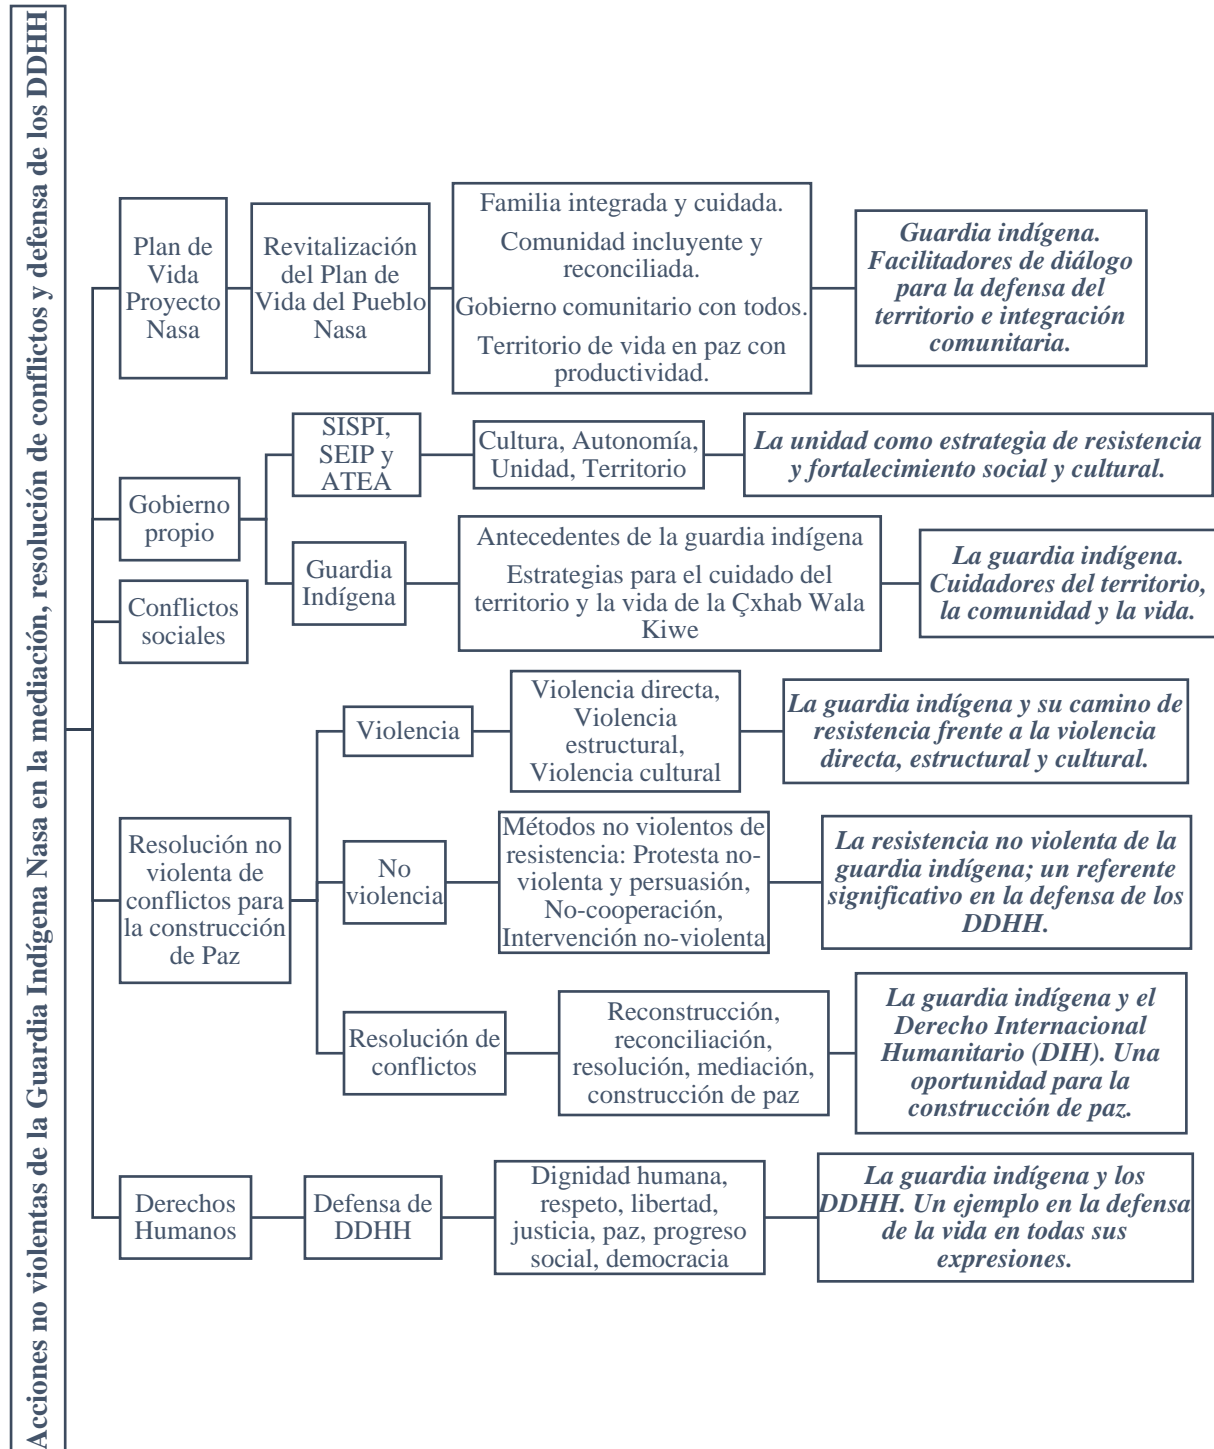 Acciones no violentas de la Guardia Indígena Nasa en la mediación, resolución de conflictos y defensa de los DDHH
Plan de
Vida
Proyecto
Nasa
Revitalización
del Plan de
Vida del Pueblo
Nasa
Familia integrada y cuidada.
Comunidad incluyente y
reconciliada.
Gobierno comunitario con todos.
Territorio de vida en paz con
productividad.
Guardia indígena.
Facilitadores de diálogo
para la defensa del
territorio e integración
comunitaria.
Gobierno
propio
SISPI,
SEIP y
ATEA
Cultura, Autonomía,
Unidad, Territorio
La unidad como estrategia de resistencia
y fortalecimiento social y cultural.
Guardia
Indígena
Antecedentes de la guardia indígena
Estrategias para el cuidado del
territorio y la vida de la Çxhab Wala
Kiwe
La guardia indígena.
Cuidadores del territorio,
la comunidad y la vida.
Conflictos
sociales
Resolución no
violenta de
conflictos para
la construcción
de Paz
Violencia
Violencia directa,
Violencia
estructural,
Violencia cultural
La guardia indígena y su camino de
resistencia frente a la violencia
directa, estructural y cultural.
No
violencia
Métodos no violentos de
resistencia: Protesta no-
violenta y persuasión,
No-cooperación,
Intervención no-violenta
La resistencia no violenta de la
guardia indígena; un referente
significativo en la defensa de los
DDHH.
Resolución de
conflictos
Reconstrucción,
reconciliación,
resolución, mediación,
construcción de paz
La guardia indígena y el
Derecho Internacional
Humanitario (DIH). Una
oportunidad para la
construcción de paz.
Derechos
Humanos
Defensa de
DDHH
Dignidad humana,
respeto, libertad,
justicia, paz, progreso
social, democracia
La guardia indígena y los
DDHH. Un ejemplo en la defensa
de la vida en todas sus
expresiones.